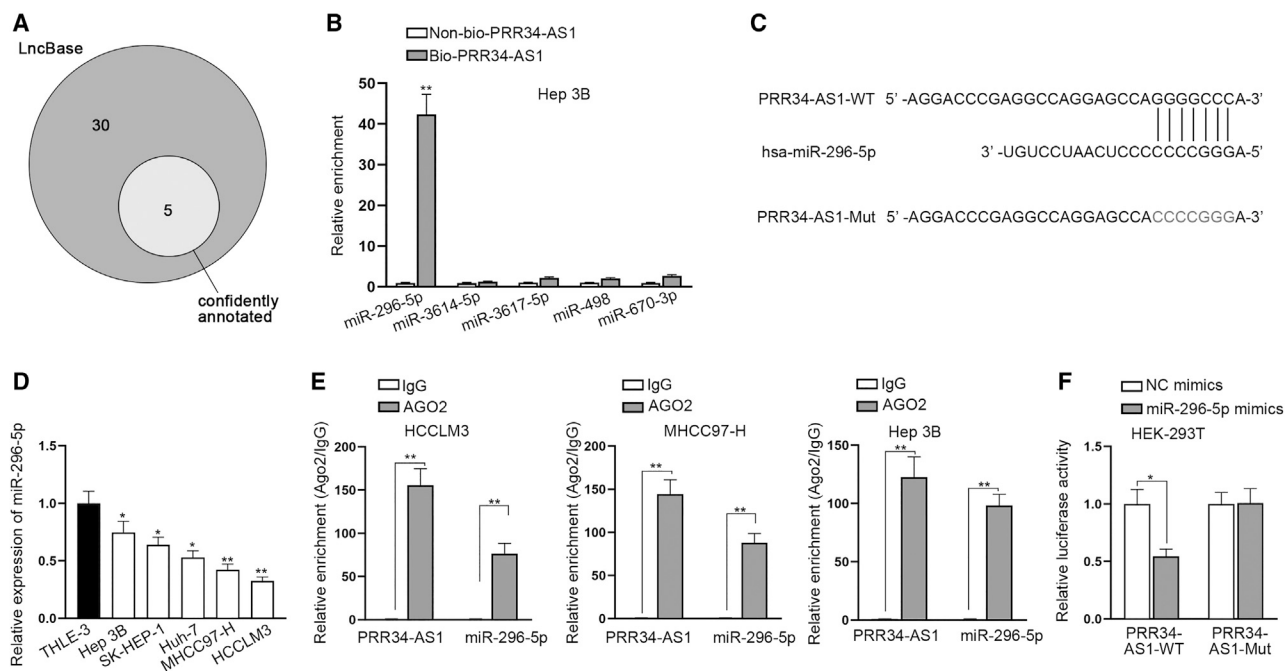 A
LncBase
30
5
confidently
annotated
B
Non-bio-PRR34-AS1
Bio-PRR34-AS1
Hep 3B
Relative enrichment
50
40
30
20
10
0
**
miR-296-5p
miR-3614-5p
miR-3617-5p
miR-498
miR-670-3p
C
PRR34-AS1-WT 5' -AGGACCCGAGGCCAGGAGCCAGGGGCCCA-3'
hsa-miR-296-5p 3' -UGUCCUAACUCCCCCCCGGGA-5'
PRR34-AS1-Mut 5' -AGGACCCGAGGCCAGGAGCCACCCCGGGA-3'
D
Relative expression of miR-296-5p
1.5
1.0
0.5
0.0
*
*
*
**
**
THLE-3
Hep 3B
SK-HEP-1
Huh-7
MHCC97-H
HCCLM3
E
IgG
AGO2
HCCLM3
Relative enrichment (Ago2/IgG)
200
150
100
50
0
**
**
PRR34-AS1
miR-296-5p
IgG
AGO2
MHCC97-H
Relative enrichment (Ago2/IgG)
200
150
100
50
0
**
**
PRR34-AS1
miR-296-5p
IgG
AGO2
Hep 3B
Relative enrichment (Ago2/IgG)
150
100
50
0
**
**
PRR34-AS1
miR-296-5p
F
NC mimics
miR-296-5p mimics
HEK-293T
Relative luciferase activity
1.5
1.0
0.5
0.0
*
PRR34-
AS1-WT
PRR34-
AS1-Mut